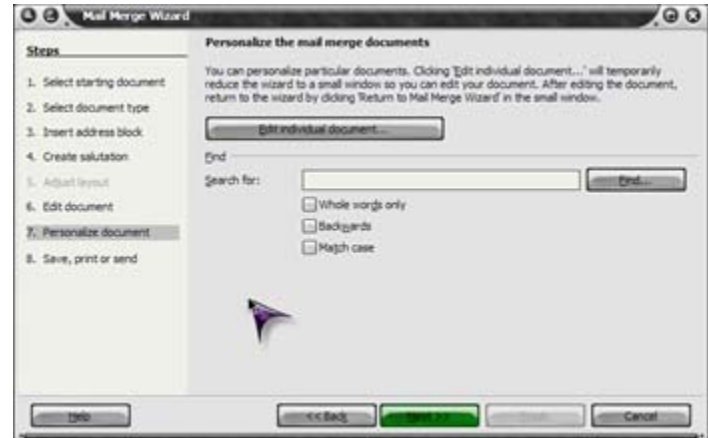 Mail Merge Wizard
Steps
1. Select starting document
2. Select document type
3. Insert address block
4. Create salutation
5. Adjust layout
6. Edit document
7. Personalize document
8. Save, print or send
Personalize the mail merge documents
You can personalize particular documents. Clicking 'Edit individual document...' will temporarily
reduce the wizard to a small window so you can edit your document. After editing the document,
return to the wizard by clicking 'Return to Mail Merge Wizard' in the small window.
Edit individual document...
Find
Search for:
Find...
Whole words only
Backwards
Match case
Help
<< Back
Next >>
Cancel